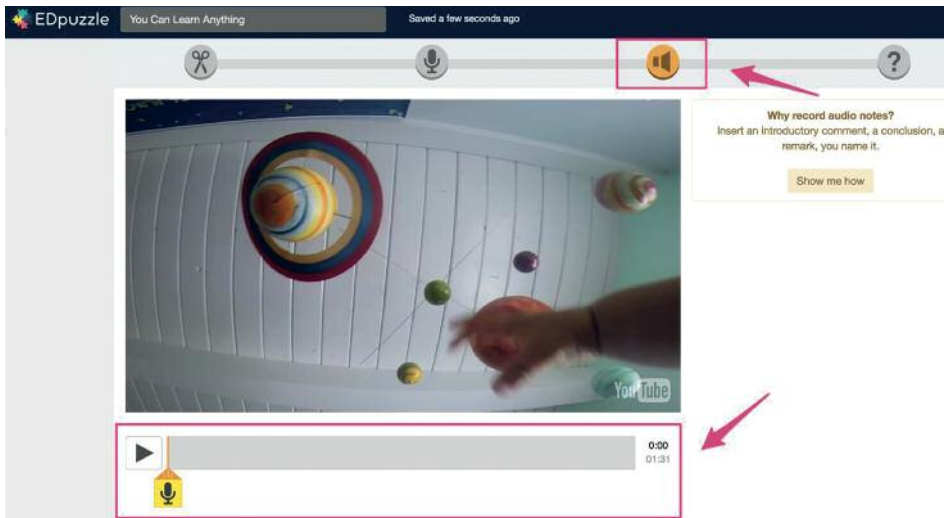 EDpuzzle
You Can Learn Anything
Saved a few seconds ago
?
Why record audio notes?
Insert an introductory comment, a conclusion, a
remark, you name it.
Show me how
YouTube
0:00
01:31